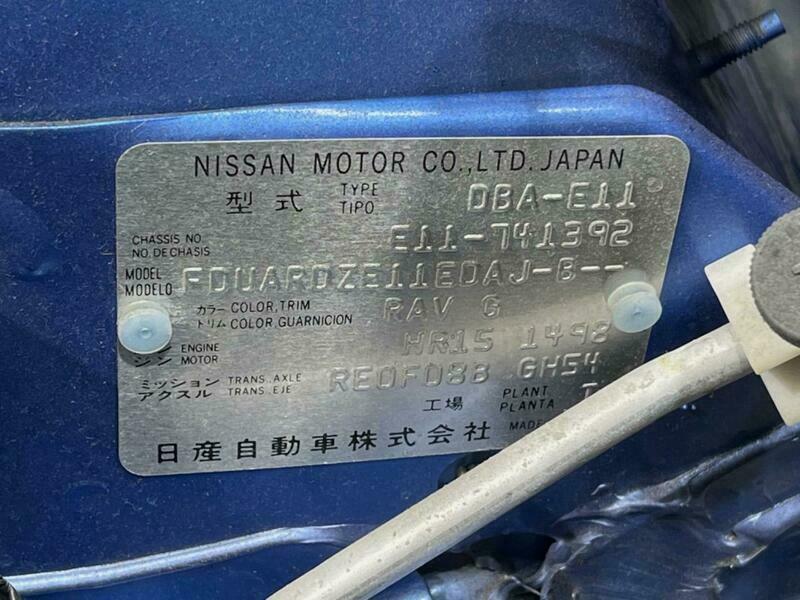 NISSAN MOTOR CO.,LTD. JAPAN
型式 TYPE TIPO DBA-E11
CHASSIS NO. NO. DE CHASIS E11-741392
MODEL MODELO FDUARDZE11EDAJ-B--
カラー COLOR, TRIM トリム COLOR, GUARNICION RAV G
ENGINE MOTOR HR15 1498
ミッション アクスル TRANS. AXLE TRANS. EJE RE0F08B GH54
工場 PLANT PLANTA
MADE
日産自動車株式会社